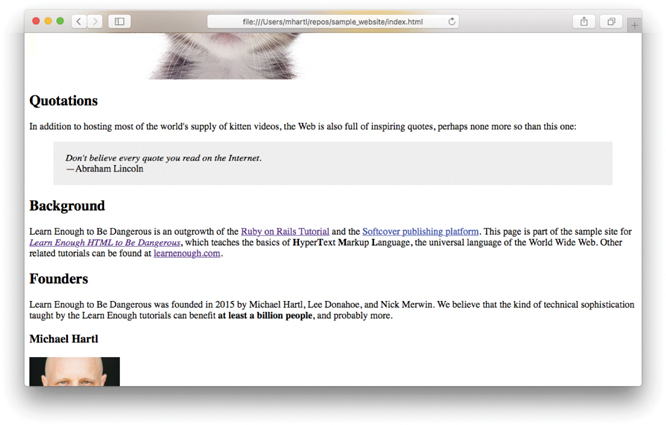 file:///Users/mhartl/repos/sample_website/index.html
Quotations
In addition to hosting most of the world's supply of kitten videos, the Web is also full of inspiring quotes, perhaps none more so than this one:
Don't believe every quote you read on the Internet.
—Abraham Lincoln
Background
Learn Enough to Be Dangerous is an outgrowth of the Ruby on Rails Tutorial and the Softcover publishing platform. This page is part of the sample site for
Learn Enough HTML to Be Dangerous, which teaches the basics of HyperText Markup Language, the universal language of the World Wide Web. Other
related tutorials can be found at learnenough.com.
Founders
Learn Enough to Be Dangerous was founded in 2015 by Michael Hartl, Lee Donahoe, and Nick Merwin. We believe that the kind of technical sophistication
taught by the Learn Enough tutorials can benefit at least a billion people, and probably more.
Michael Hartl